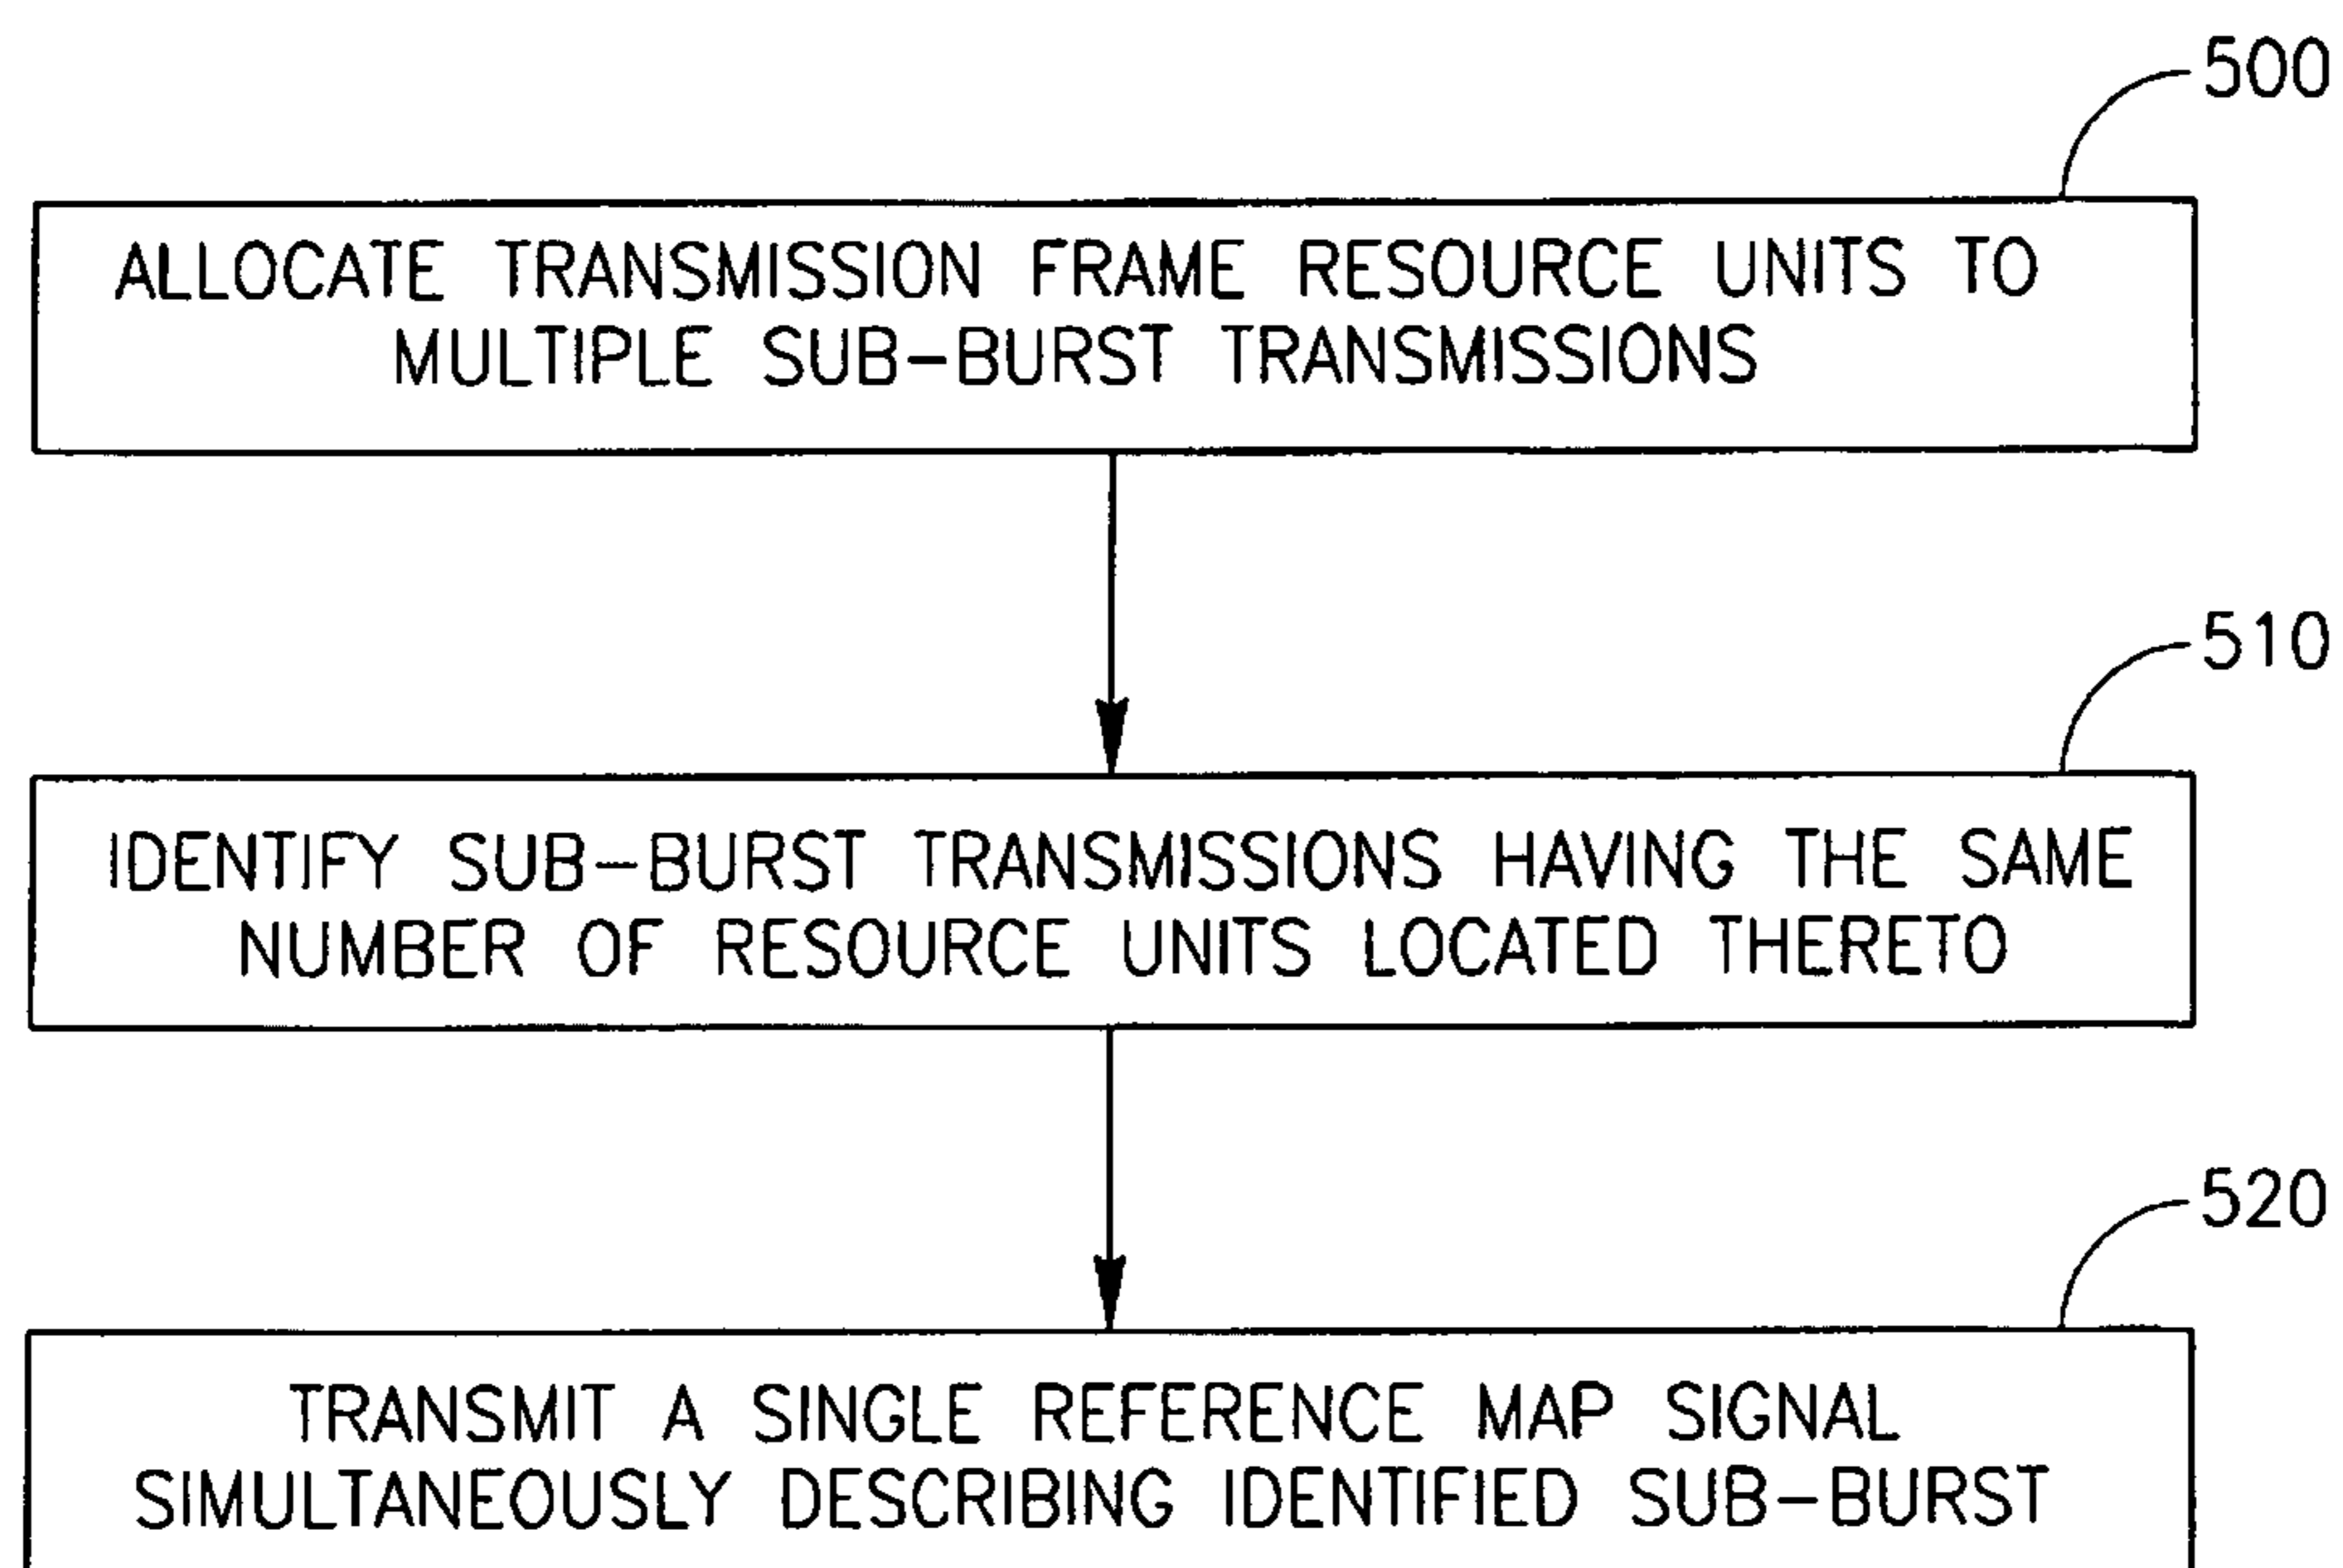 500
ALLOCATE TRANSMISSION FRAME RESOURCE UNITS TO
MULTIPLE SUB-BURST TRANSMISSIONS
510
IDENTIFY SUB-BURST TRANSMISSIONS HAVING THE SAME
NUMBER OF RESOURCE UNITS LOCATED THERETO
520
TRANSMIT A SINGLE REFERENCE MAP SIGNAL
SIMULTANEOUSLY DESCRIBING IDENTIFIED SUB-BURST